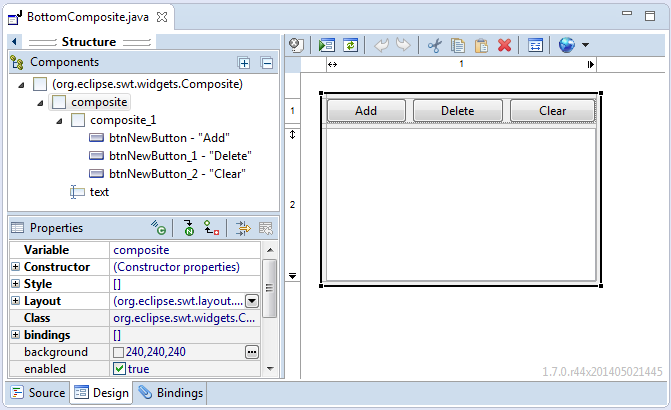 BottomComposite.java
Structure
Components
(org.eclipse.swt.widgets.Composite)
composite
composite_1
btnNewButton - "Add"
btnNewButton_1 - "Delete"
btnNewButton_2 - "Clear"
text
Properties
Variable composite
Constructor (Constructor properties)
Style []
Layout (org.eclipse.swt.layout....
Class org.eclipse.swt.widgets.C...
bindings []
background 240,240,240
enabled true
1
1
2
Add Delete Clear
1.7.0.r44x201405021445
Source Design Bindings